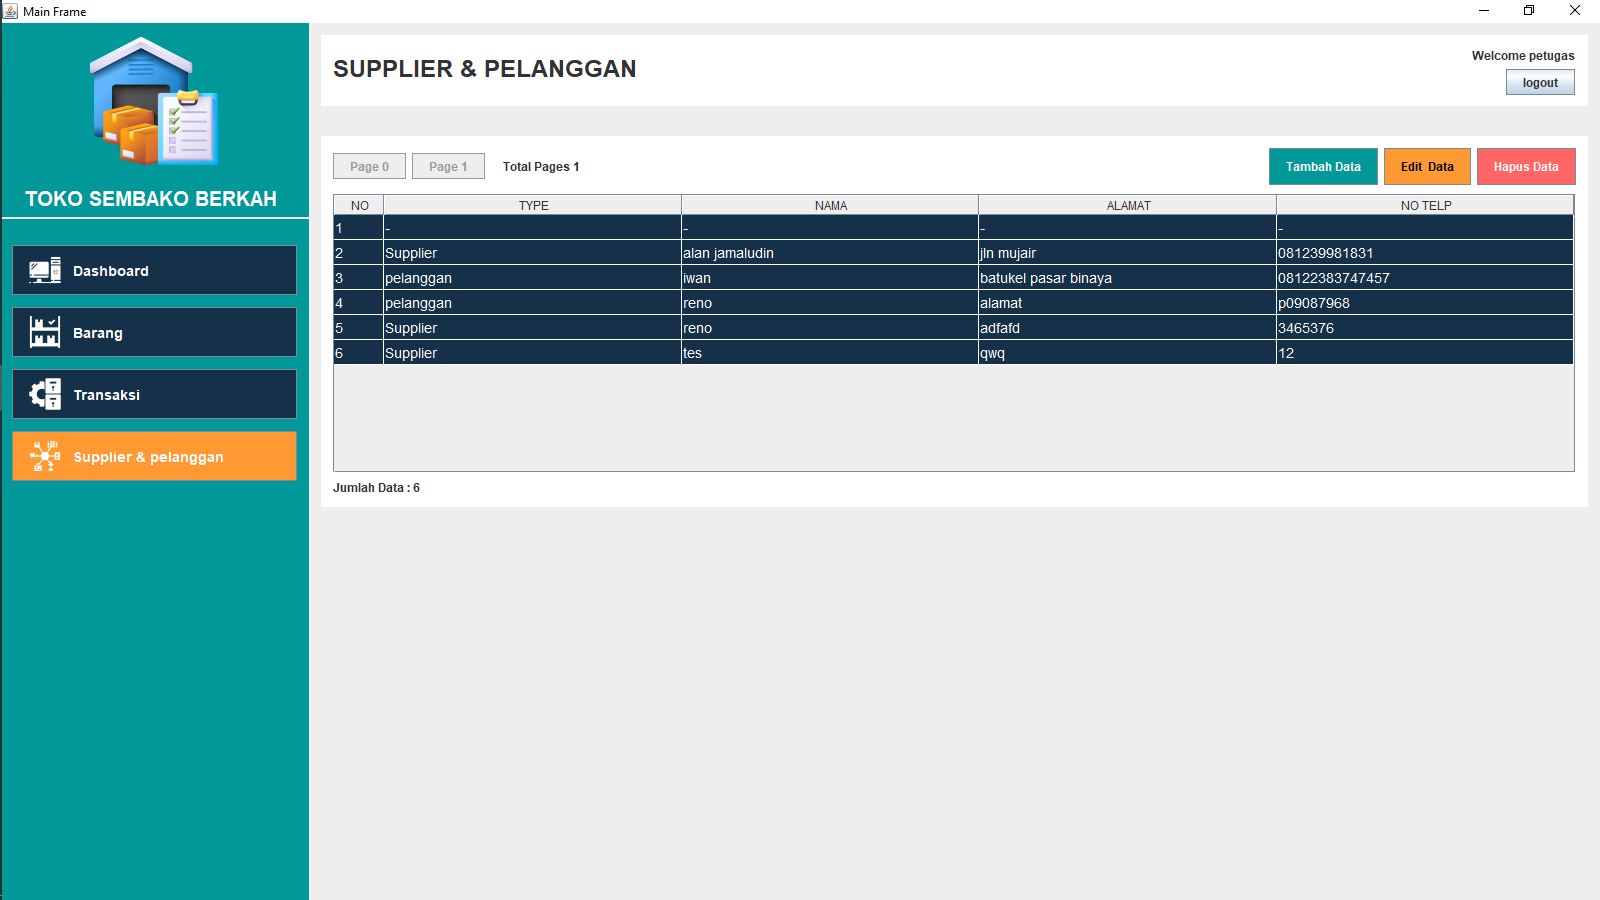 Main Frame
TOKO SEMBAKO BERKAH
Dashboard
Barang
Transaksi
Supplier & pelanggan
SUPPLIER & PELANGGAN
Welcome petugas
logout
Page 0 Page 1 Total Pages 1 Tambah Data Edit Data Hapus Data
NO TYPE NAMA ALAMAT NO TELP
1 - - - -
2 Supplier alan jamaludin jln mujair 081239981831
3 pelanggan iwan batukel pasar binaya 08122383747457
4 pelanggan reno alamat p09087968
5 Supplier reno adfafd 3465376
6 Supplier tes qwq 12
Jumlah Data : 6